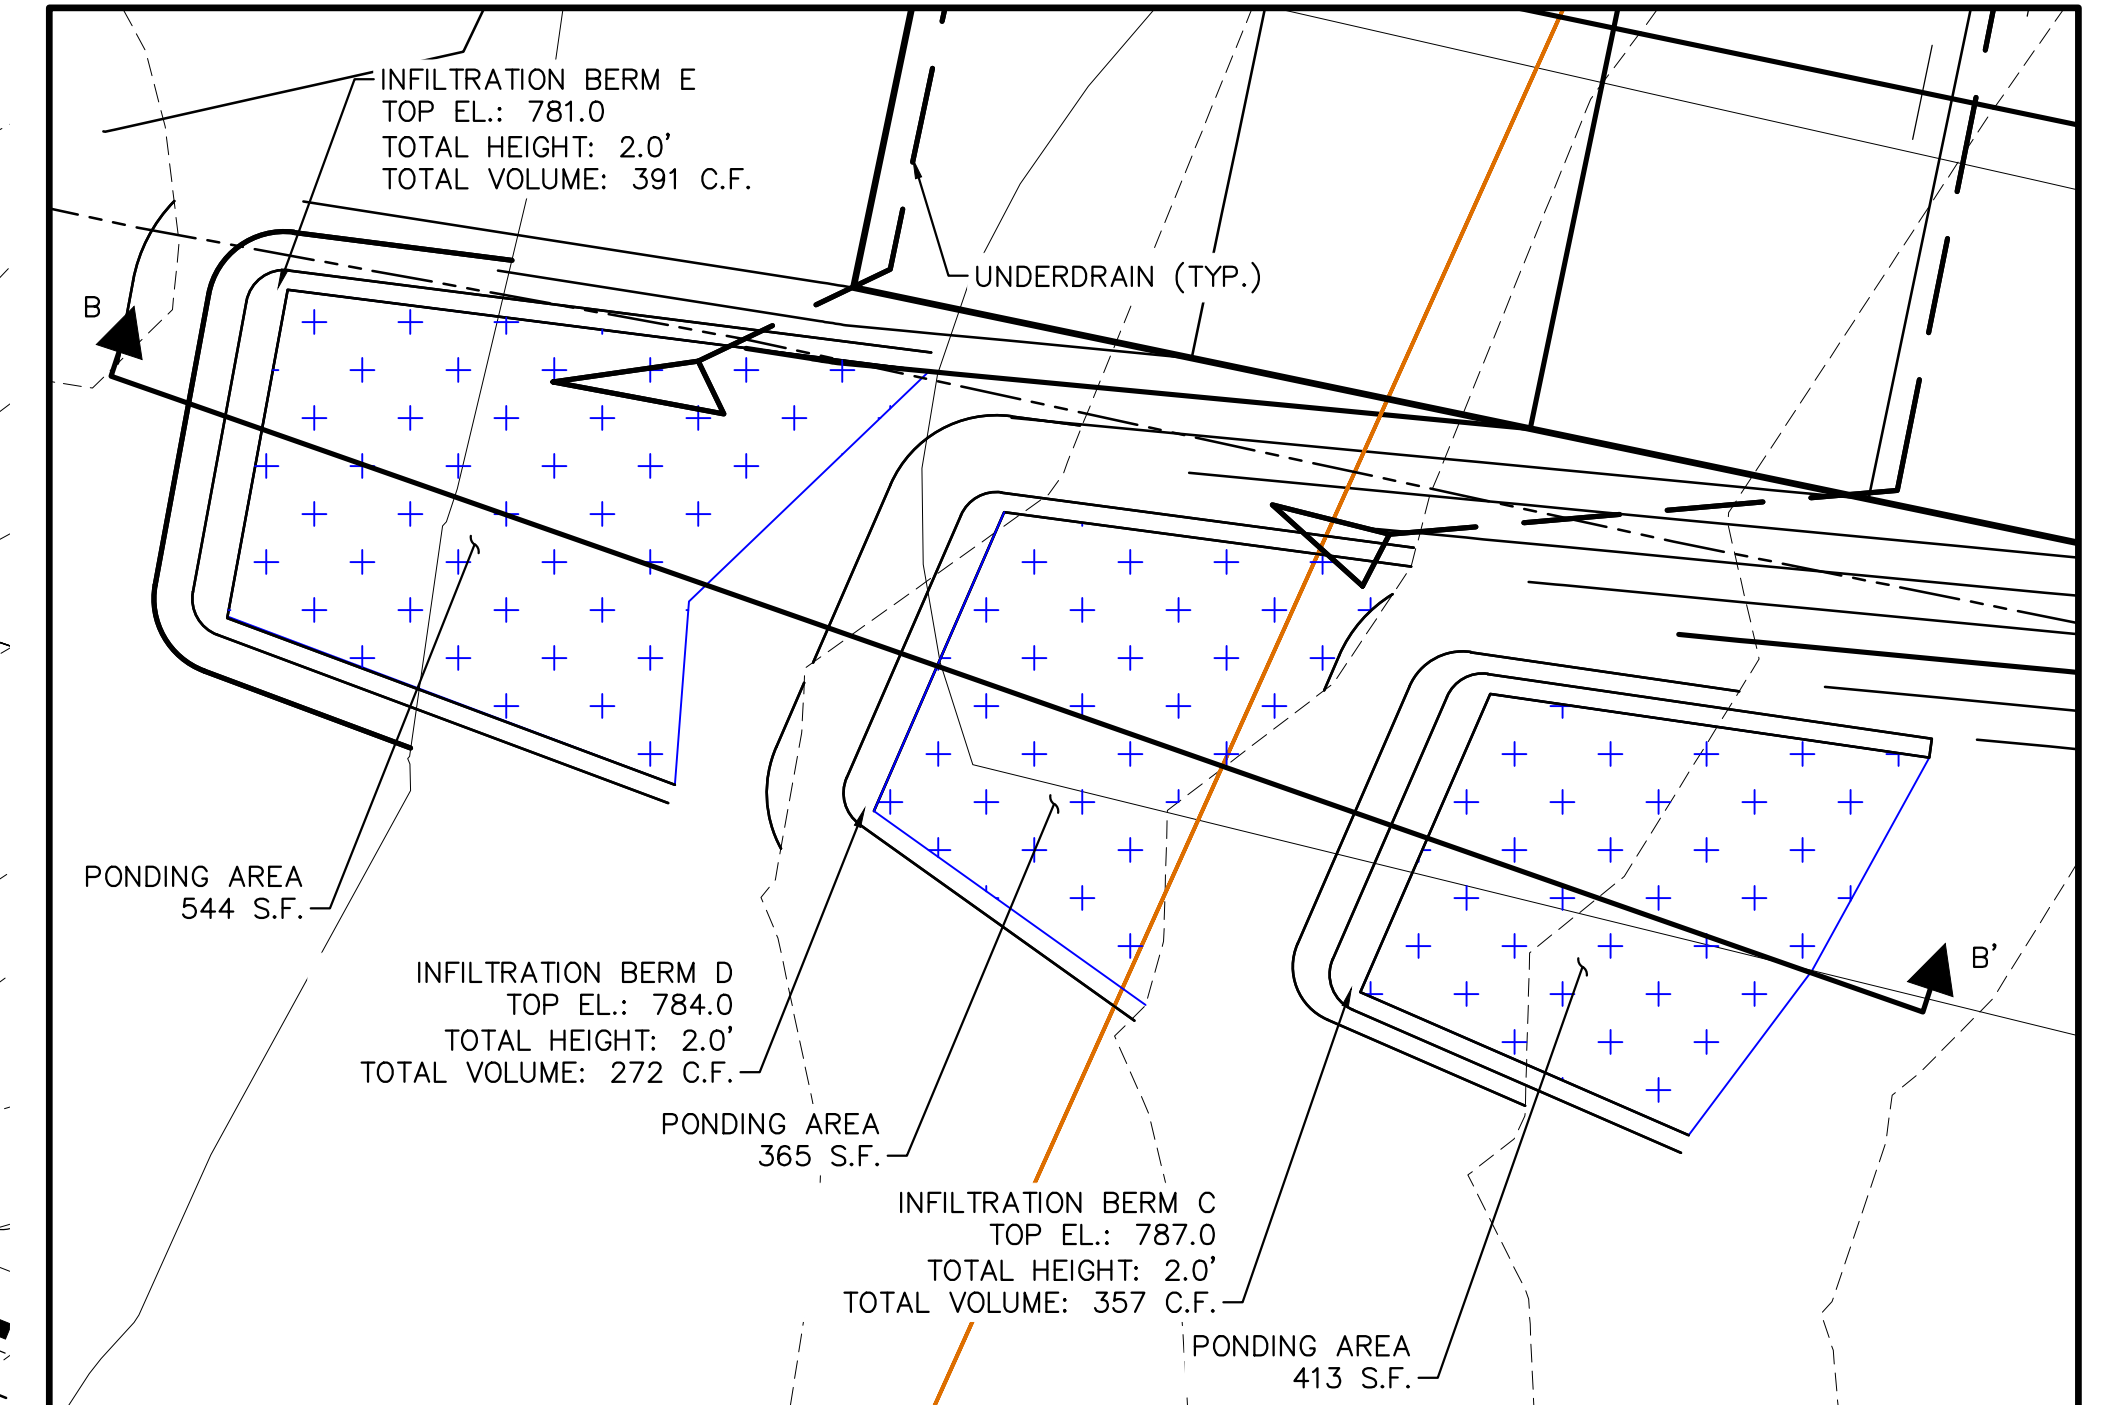 INFILTRATION BERM E
TOP EL.: 781.0
TOTAL HEIGHT: 2.0'
TOTAL VOLUME: 391 C.F.
UNDERDRAIN (TYP.)
B
PONDING AREA
544 S.F.
INFILTRATION BERM D
TOP EL.: 784.0
TOTAL HEIGHT: 2.0'
TOTAL VOLUME: 272 C.F.
B'
PONDING AREA
365 S.F.
INFILTRATION BERM C
TOP EL.: 787.0
TOTAL HEIGHT: 2.0'
TOTAL VOLUME: 357 C.F.
PONDING AREA
413 S.F.